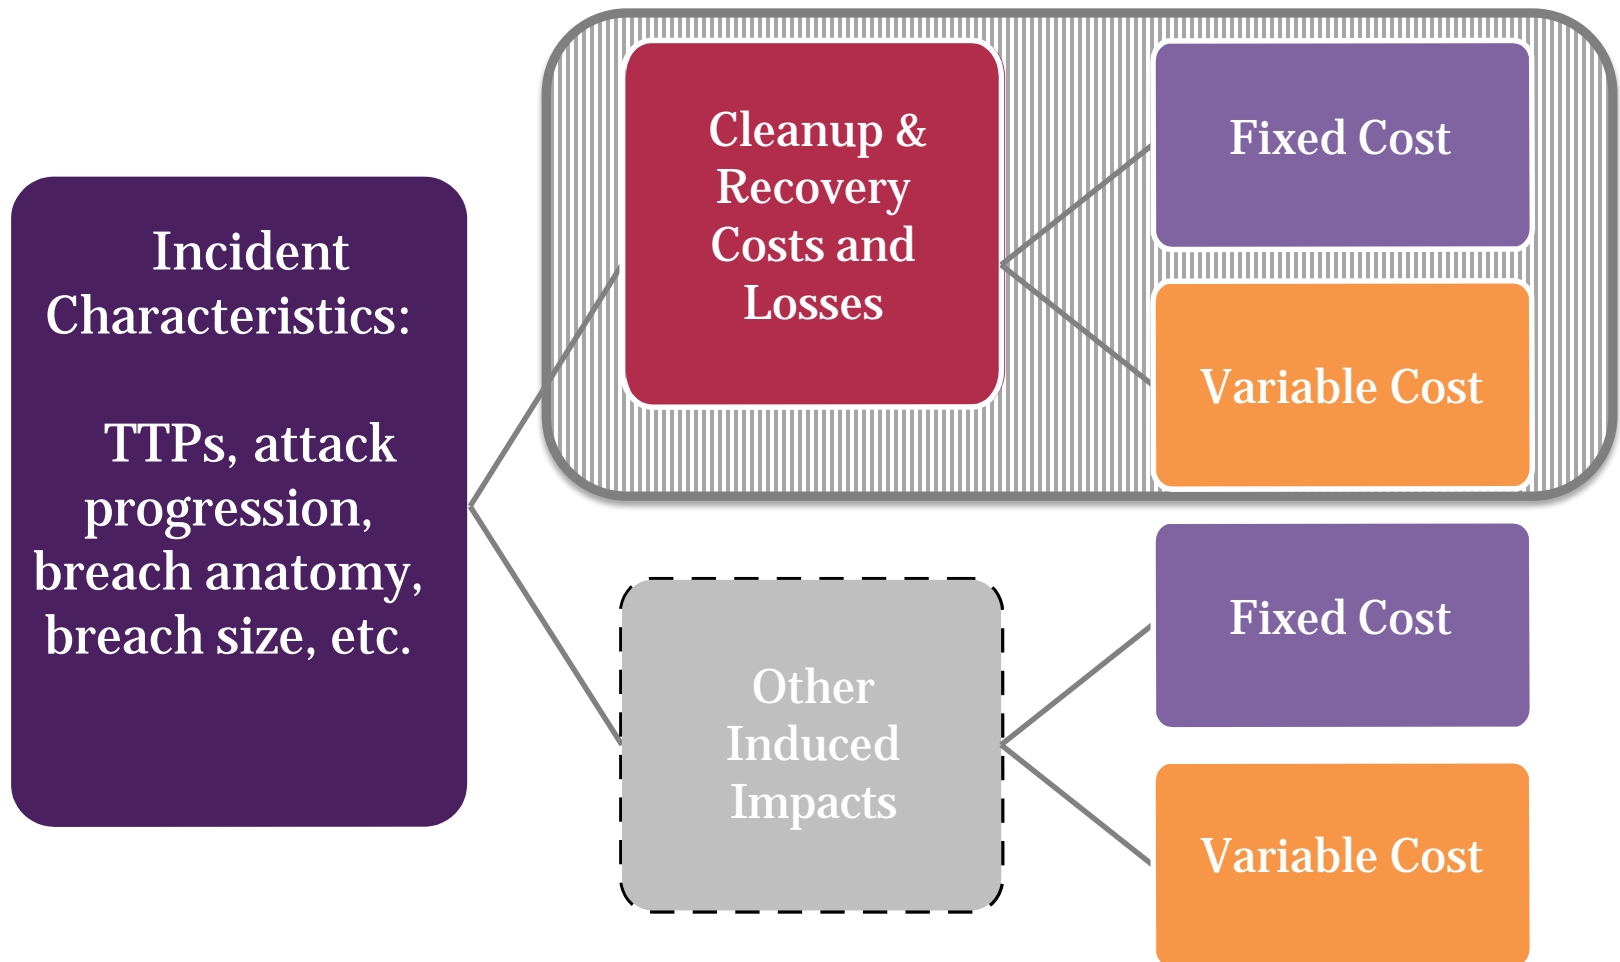 Incident
Characteristics:
TTPs, attack
progression,
breach anatomy,
breach size, etc.
Cleanup &
Recovery
Costs and
Losses
Fixed Cost
Variable Cost
Other
Induced
Impacts
Fixed Cost
Variable Cost